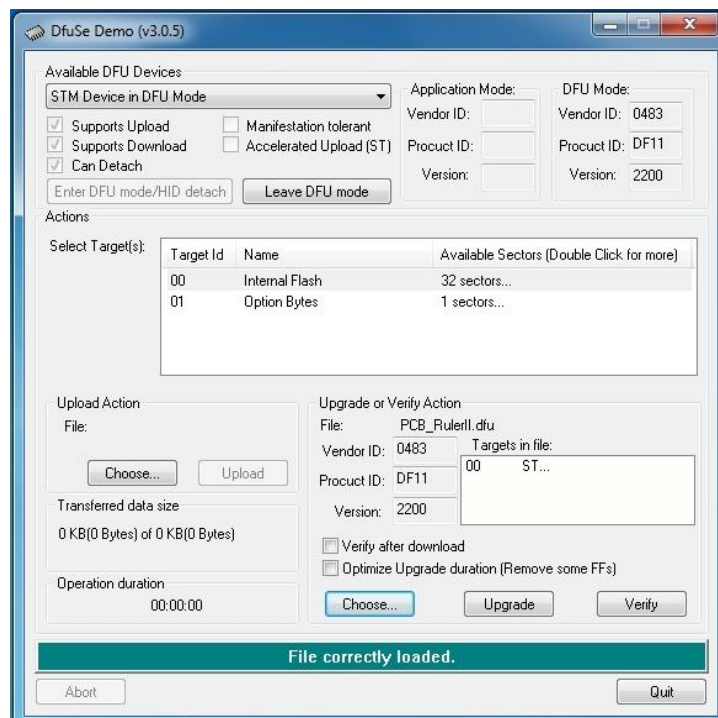 DfuSe Demo (v3.0.5)
Available DFU Devices
STM Device in DFU Mode
Supports Upload
Manifestation tolerant
Supports Download
Accelerated Upload (ST)
Can Detach
Enter DFU mode/HID detach
Leave DFU mode
Application Mode:
Vendor ID:
Procuct ID:
Version:
DFU Mode:
Vendor ID: 0483
Procuct ID: DF11
Version: 2200
Actions
Select Target(s):
Target Id Name Available Sectors (Double Click for more)
00 Internal Flash 32 sectors...
01 Option Bytes 1 sectors...
Upload Action
File:
Choose... Upload
Transferred data size
0 KB(0 Bytes) of 0 KB(0 Bytes)
Operation duration
00:00:00
Upgrade or Verify Action
File: PCB_RulerII.dfu
Vendor ID: 0483
Procuct ID: DF11
Version: 2200
Targets in file:
00 ST...
Verify after download
Optimize Upgrade duration (Remove some FFs)
Choose... Upgrade Verify
File correctly loaded.
Abort Quit